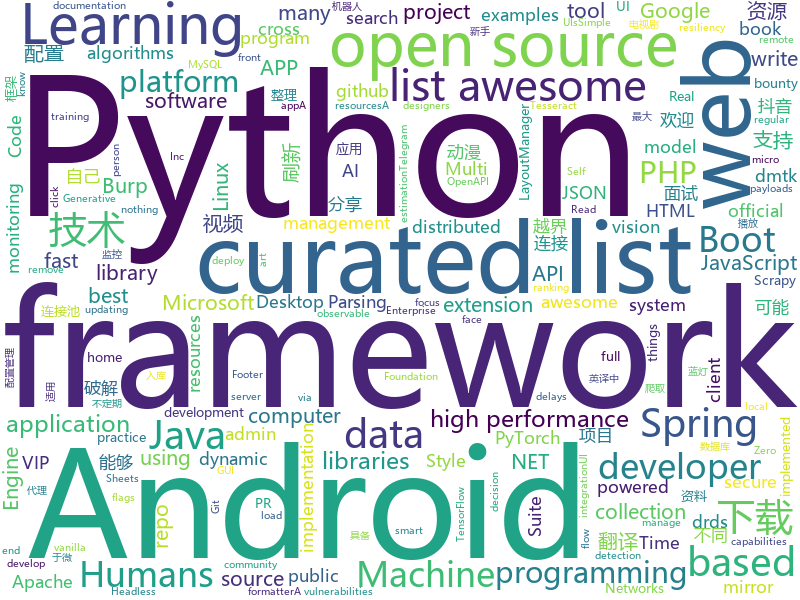 documentation
Learning
many
search
project
tool
examples
Google
UI
UlsSimple
电视剧
机器人
新手
resiliency
资源
remote
配置
algorithms
cross
program
open source
book
write
front
框架
know
MySQL
platform
APP
github
list awesome
web
bounty
Real
training
software
整理
resourcesA
appA
designers
Tesseract
regular
最大
Code
Python
抖音
欢迎
支持
model
micro
person
Inc
应用
AI
动漫
Multi
OpenAPI
LayoutManager
PHP
自己
Burp
Linux
刷新
分享
estimationTelegram
JSON
Self
Read
面试
dmtk
payloads
click
Generative
nothing
monitoring
技术
视频
management
distributed
越界
连接
vision
HTML
official
播放
fast
监控
library
remove
deploy
art
curated list
API
ranking
Boot
JavaScript
Scrapy
best
连接池
updating
Microsoft
Desktop
Parsing
focus
Enterprise
observable
extension
awesome
system
可能
framework
配置管理
适用
home
破解
不定期
resources
Footer
server
via
face
Foundation
full
英译中
things
client
爬取
蓝灯
入库
delays
local
application
development
computer
high performance
Spring
practice
Java
admin
data
PyTorch
项目
数据库
Zero
Engine
VIP
能够
using
dynamic
libraries
Style
NET
developer
implemented
代理
GUI
Sheets
implementation
Android
TensorFlow
decision
Suite
integrationUI
powered
资料
secure
flags
repo
Git
PR
load
smart
collection
drds
下载
end
vanilla
于微
Apache
develop
Humans
source
community
public
具备
Machine
flow
翻译
Time
不同
manage
based
capabilities
programming
detection
mirror
Headless
formatterA
vulnerabilities
Networks